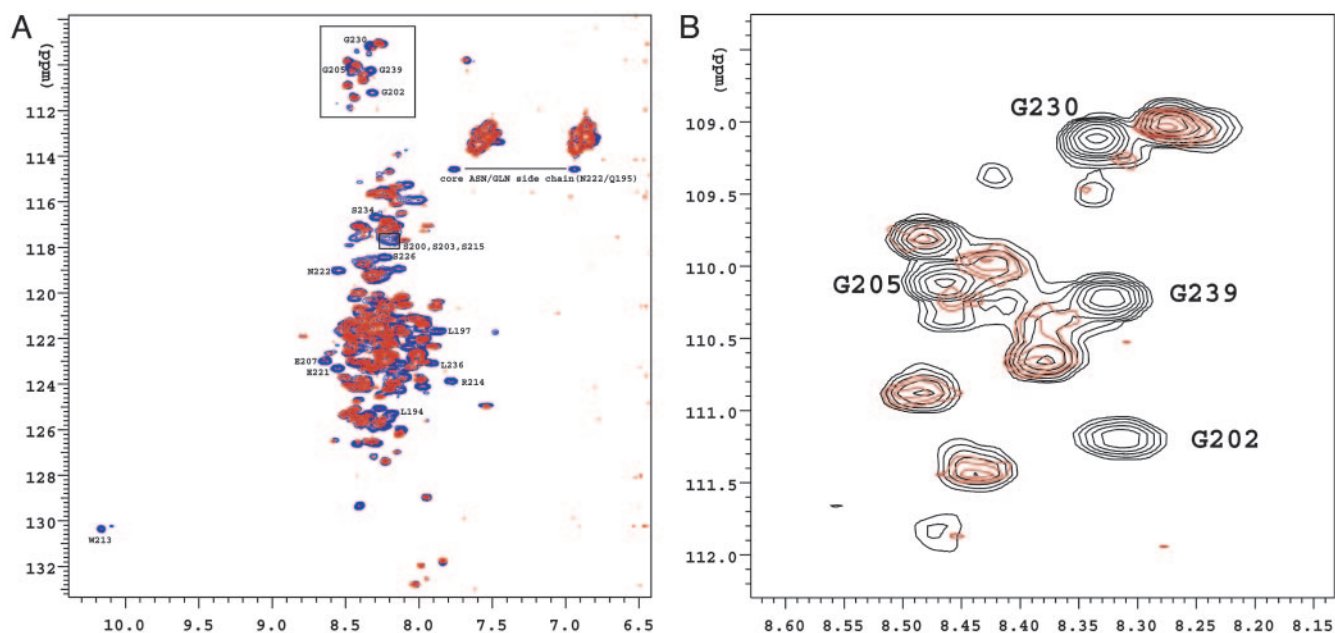 A
(ppm)
G230
G205 G239
G202
112
114
core ASN/GLN side chain(N222/Q195)
116
S234
118
S200,S203,S215
S226
N222
120
L197
122
E207
L236
E221
R214
124
L194
126
128
130
W213
132
10.0 9.5 9.0 8.5 8.0 7.5 7.0 6.5
B
(ppm)
G230
109.0
109.5
110.0
G205 G239
110.5
111.0
G202
111.5
112.0
8.60 8.55 8.50 8.45 8.40 8.35 8.30 8.25 8.20 8.15